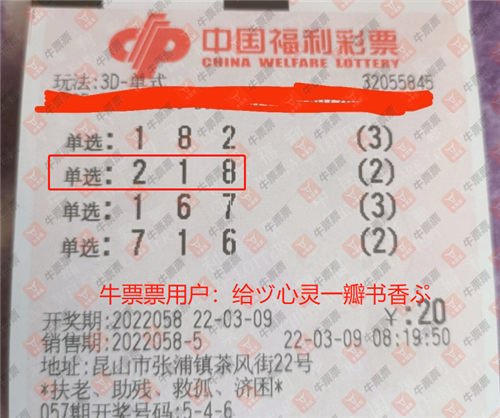 中国福利彩票
CHINA WELFARE LOTTERY
玩法:3D-单式 32055845
单选: 1 8 2 (3)
单选: 2 1 8 (2)
单选: 1 6 7 (3)
单选: 7 1 6 (2)
牛票票用户：给ヅ心灵一瓣书香ぷ
¥:20
开奖期:2022058 22-03-09
销售期:2022058-5 22-03-09 08:19:50
地址:昆山市张浦镇茶风街22号
*扶老、助残、救孤、济困*
057期开奖号码:5-4-6
牛票票